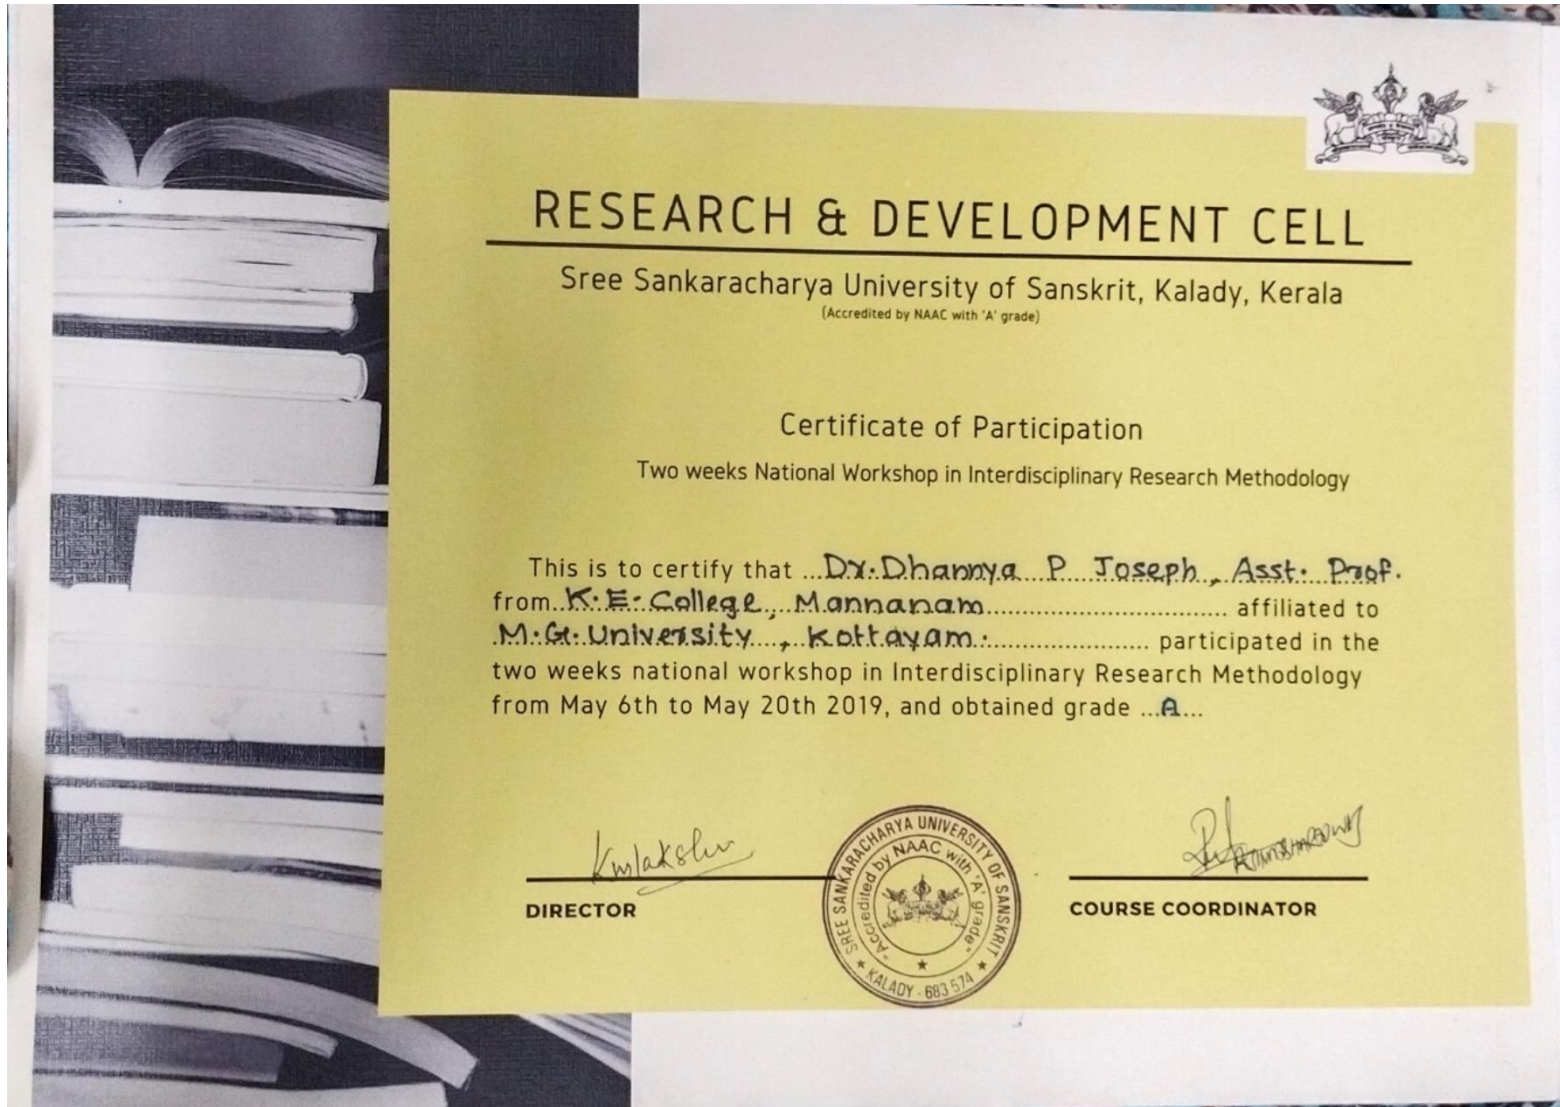 RESEARCH & DEVELOPMENT CELL
Sree Sankaracharya University of Sanskrit, Kalady, Kerala
(Accredited by NAAC with 'A' grade)
Certificate of Participation
Two weeks National Workshop in Interdisciplinary Research Methodology
This is to certify that ...Dr. Dhannya P Joseph, Asst. Prof.
from..K.E. College, Mannanam.............................. affiliated to
.M.G. University...., Kottayam.:..................... participated in the
two weeks national workshop in Interdisciplinary Research Methodology
from May 6th to May 20th 2019, and obtained grade ...A...
DIRECTOR
COURSE COORDINATOR
SREE SANKARACHARYA UNIVERSITY OF SANSKRIT
"Accredited by NAAC with 'A' grade"
KALADY - 683 574